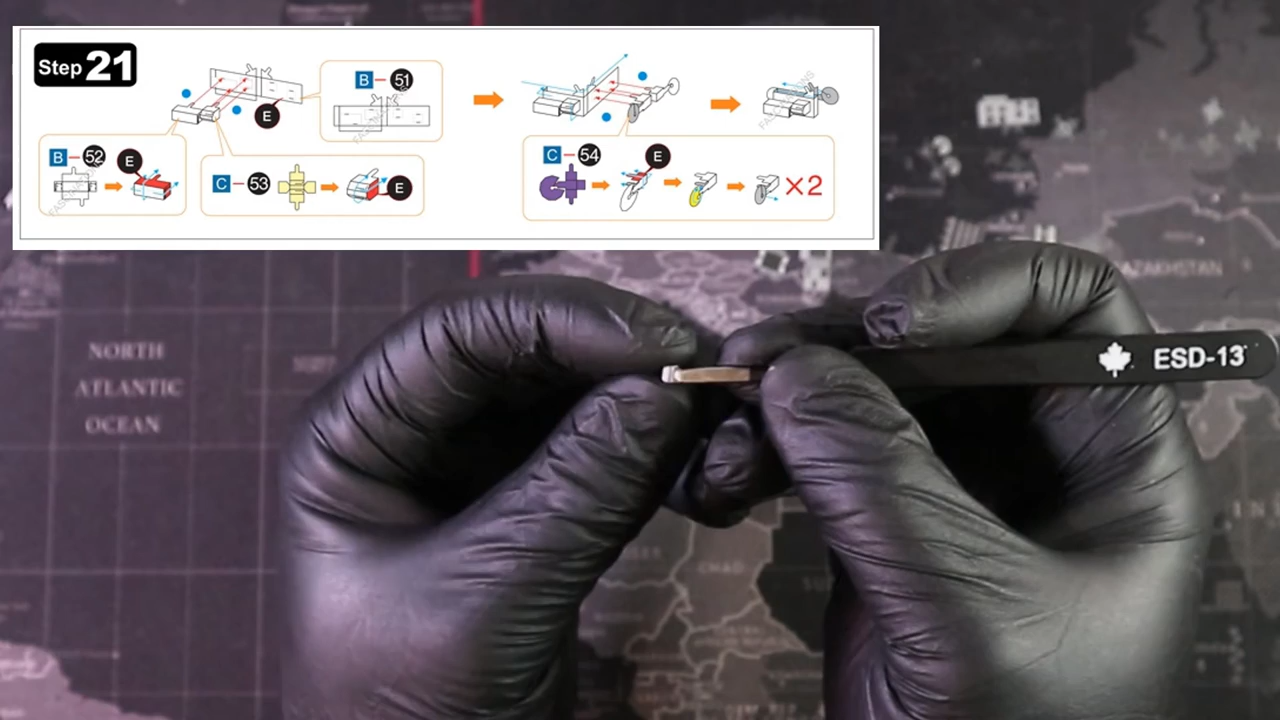 Step 21
B-51
E
B-52
E
C-53
E
C-54
E
×2
NORTH
ATLANTIC
OCEAN
KAZAKHSTAN
CHAD
ESD-13